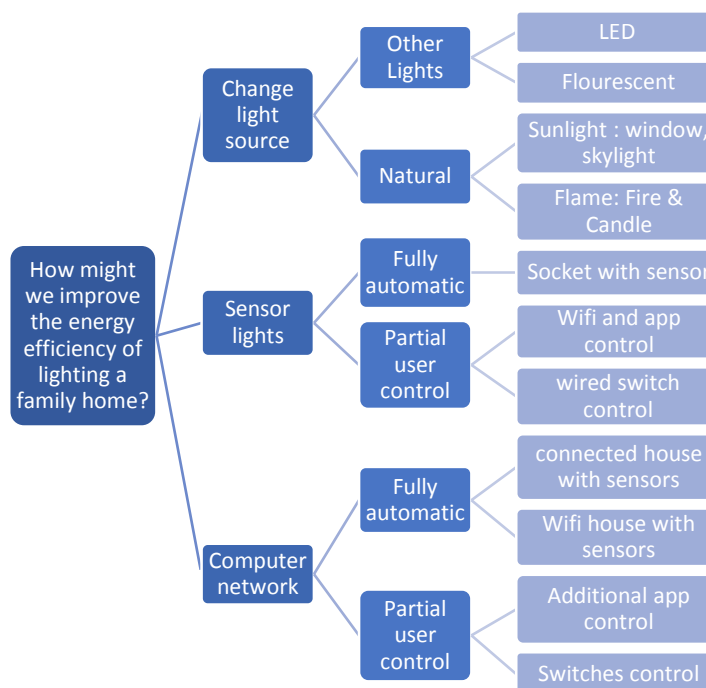 How might
we improve
the energy
efficiency of
lighting a
family home?
Change
light
source
Other
Lights
LED
Flourescent
Natural
Sunlight : window,
skylight
Flame: Fire &
Candle
Sensor
lights
Fully
automatic
Socket with sensor
Partial
user
control
Wifi and app
control
wired switch
control
Computer
network
Fully
automatic
connected house
with sensors
Wifi house with
sensors
Partial
user
control
Additional app
control
Switches control